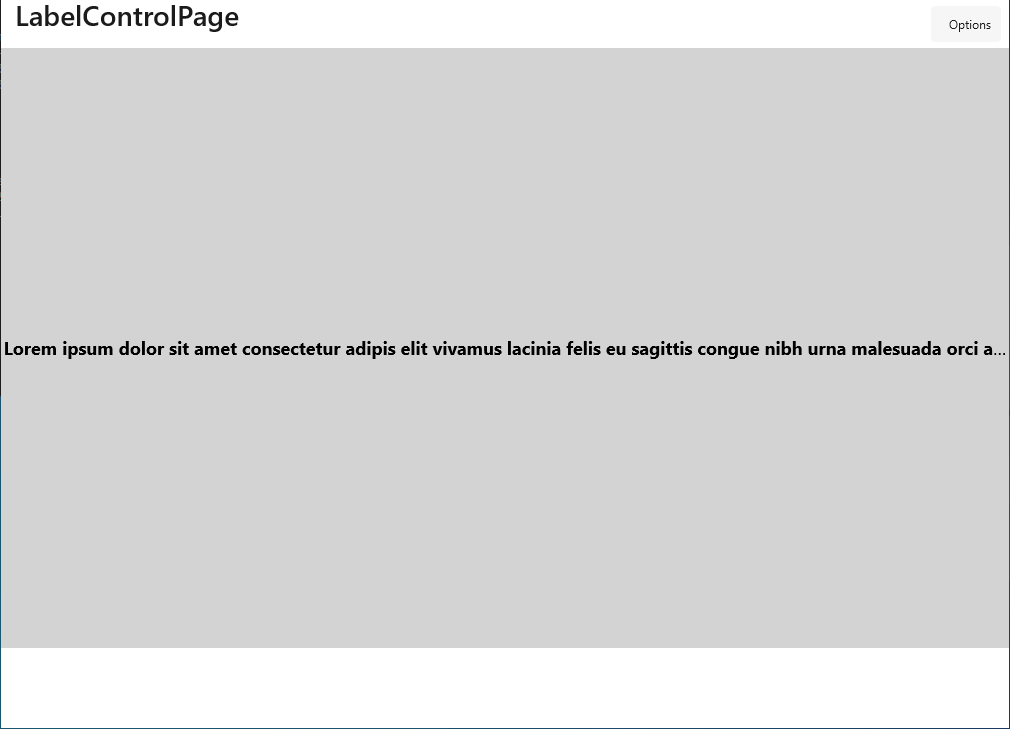 LabelControlPage
Options
Lorem ipsum dolor sit amet consectetur adipis elit vivamus lacinia felis eu sagittis congue nibh urna malesuada orci a...